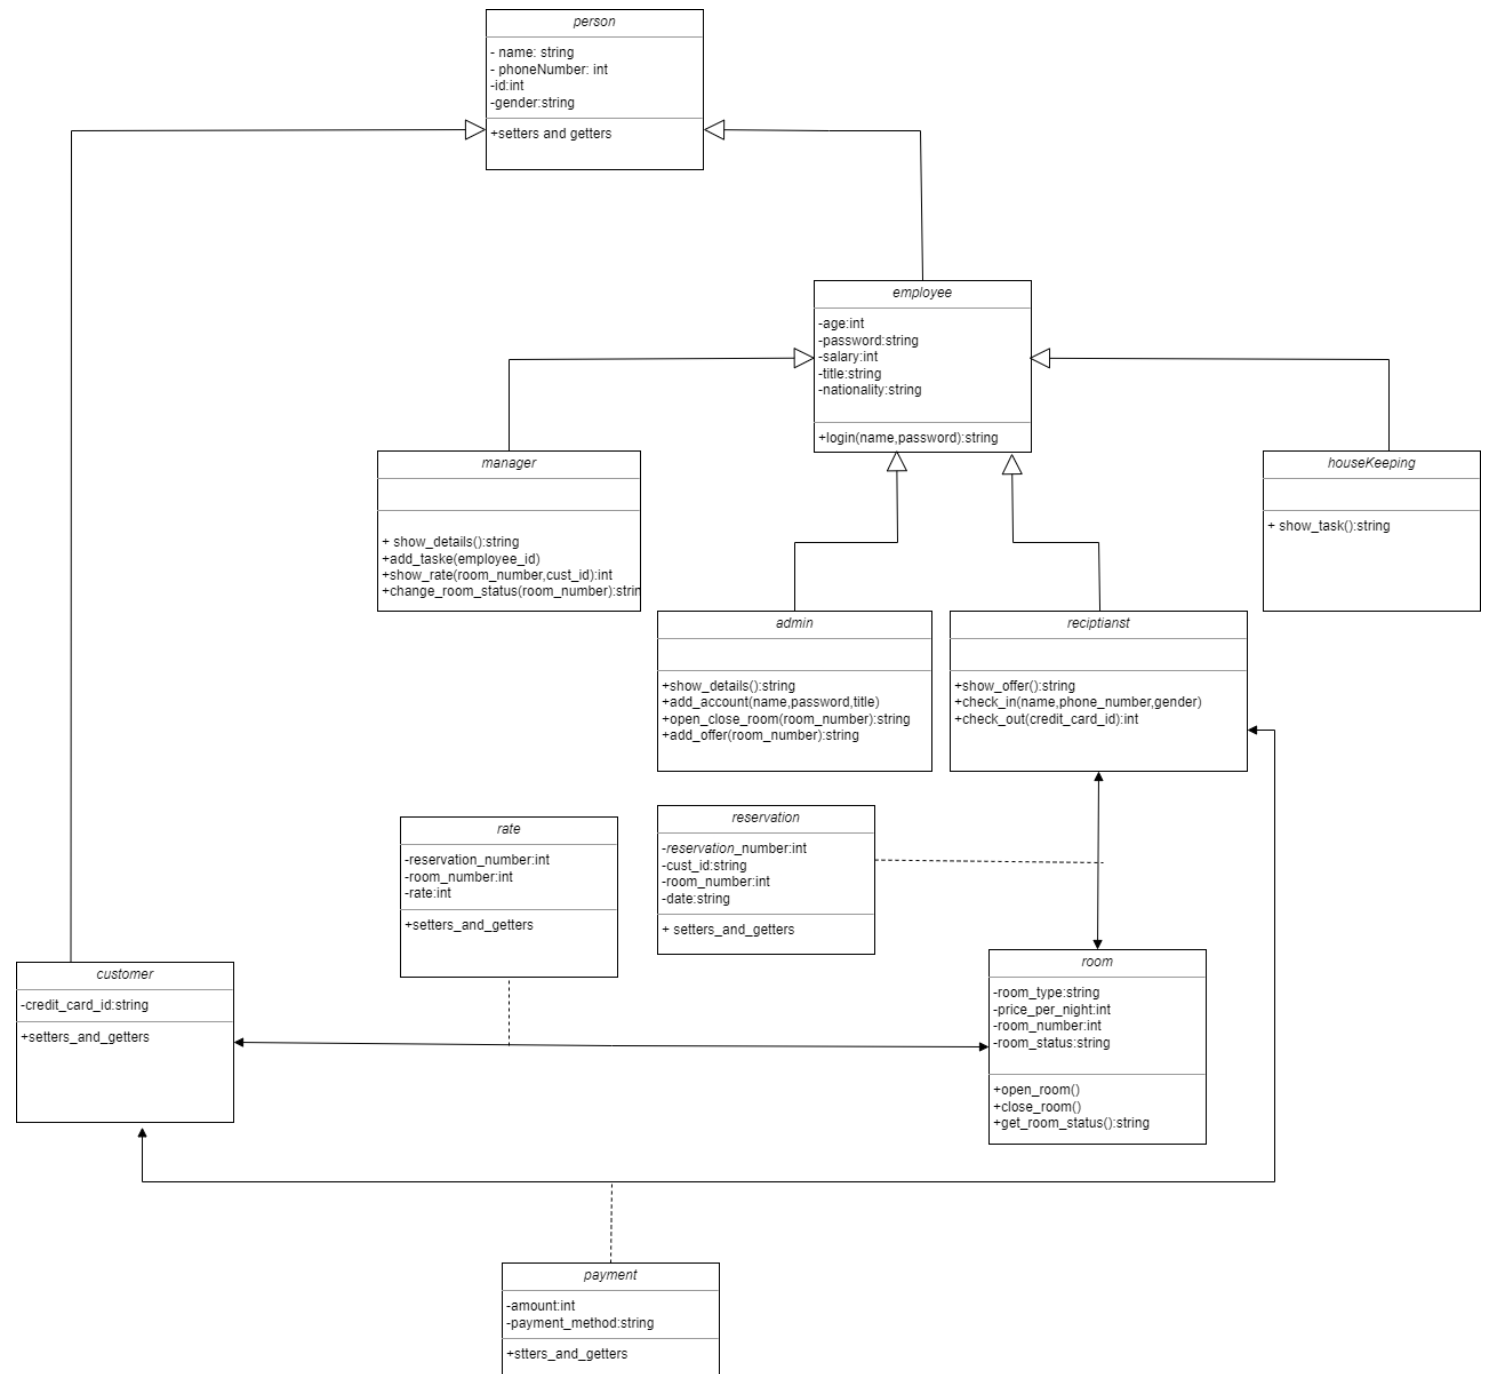 person
- name: string
- phoneNumber: int
-id:int
-gender:string
+setters and getters
employee
-age:int
-password:string
-salary:int
-title:string
-nationality:string
+login(name,password):string
manager
+ show_details():string
+add_taske(employee_id)
+show_rate(room_number,cust_id):int
+change_room_status(room_number):strin
houseKeeping
+ show_task():string
admin
+show_details():string
+add_account(name,password,title)
+open_close_room(room_number):string
+add_offer(room_number):string
reciptianst
+show_offer():string
+check_in(name,phone_number,gender)
+check_out(credit_card_id):int
rate
-reservation_number:int
-room_number:int
-rate:int
+setters_and_getters
reservation
-reservation_number:int
-cust_id:string
-room_number:int
-date:string
+ setters_and_getters
customer
-credit_card_id:string
+setters_and_getters
room
-room_type:string
-price_per_night:int
-room_number:int
-room_status:string
+open_room()
+close_room()
+get_room_status():string
payment
-amount:int
-payment_method:string
+stters_and_getters